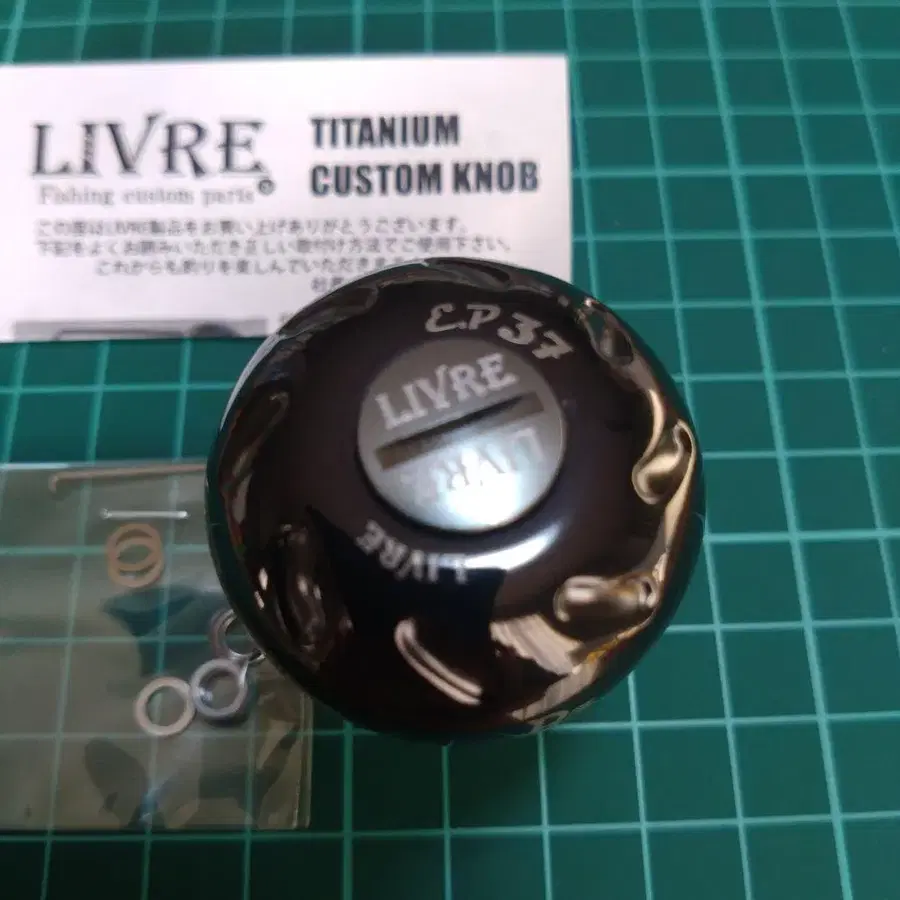 LIVRE
Fishing custom parts
TITANIUM
CUSTOM KNOB
この度はLIVRE製品をお買い上げありがとうございます。
下記をよくお読みいただき正しい取付け方法でご使用下さい。
これからも釣りを楽しんでいただきます
E.P 37
LIVRE
LIVRE
LIVRE